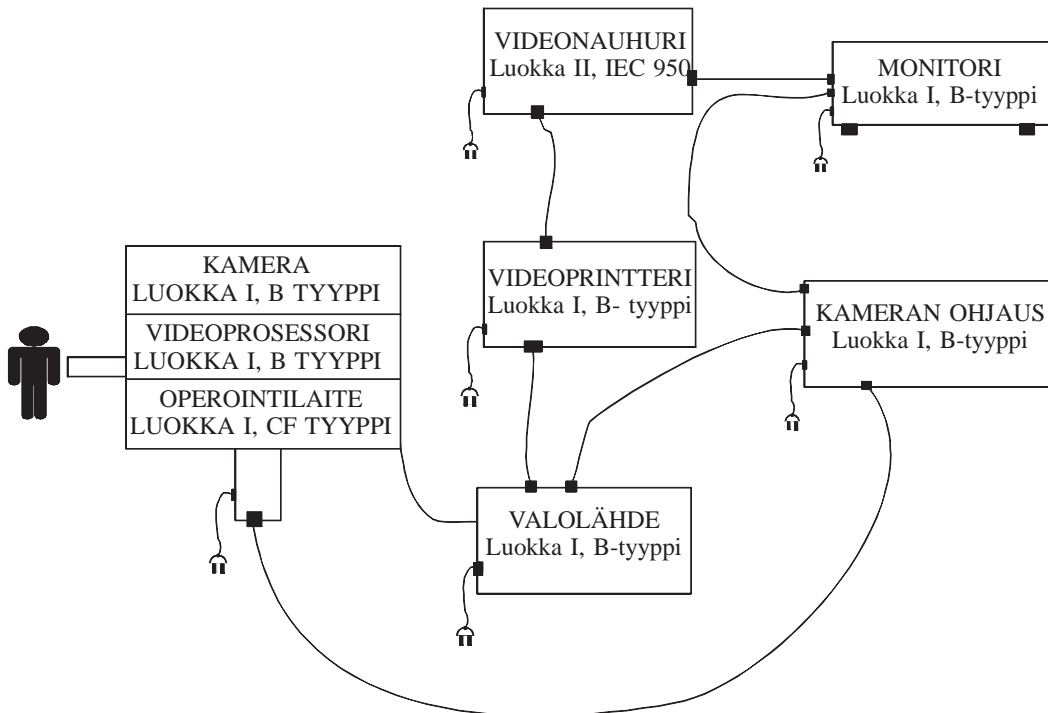 VIDEONAUHURI
Luokka II, IEC 950
MONITORI
Luokka I, B-tyyppi
KAMERA
LUOKKA I, B TYYPPI
VIDEOPROSESSORI
LUOKKA I, B TYYPPI
OPEROINTILAITE
LUOKKA I, CF TYYPPI
VIDEOPRINTTERI
Luokka I, B- tyyppi
KAMERAN OHJAUS
Luokka I, B-tyyppi
VALOLÄHDE
Luokka I, B-tyyppi